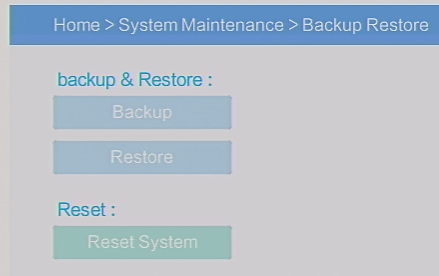 Home > System Maintenance > Backup Restore
backup & Restore :
Backup
Restore
Reset :
Reset System